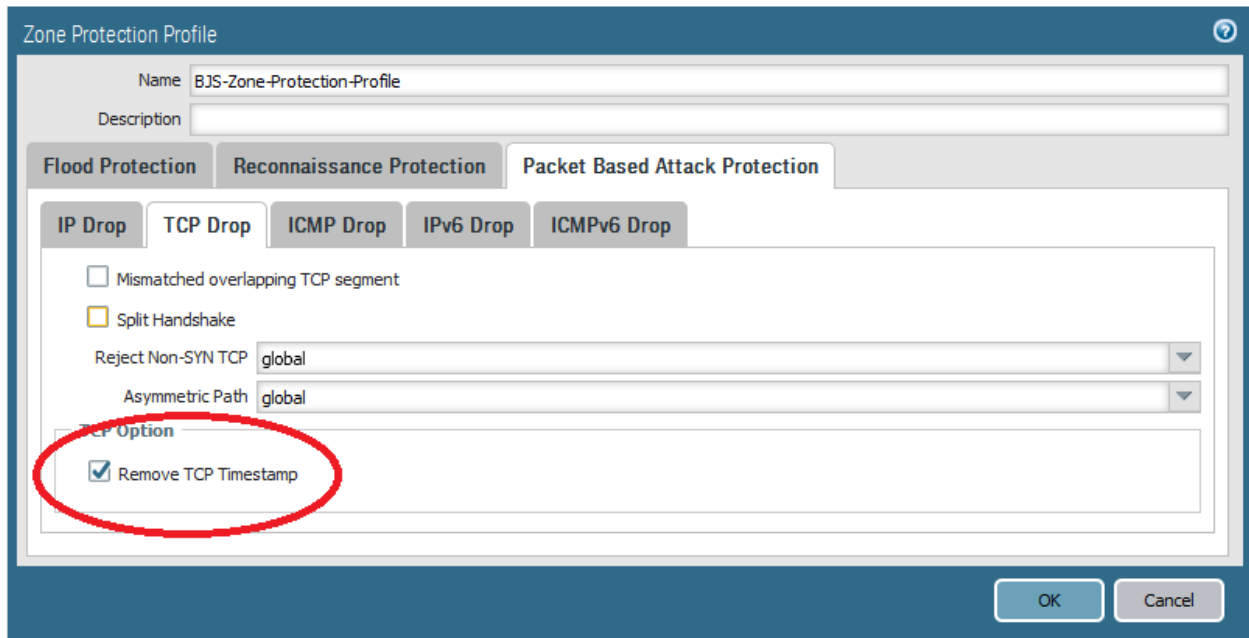 Zone Protection Profile
Name BJS-Zone-Protection-Profile
Description
Flood Protection Reconnaissance Protection Packet Based Attack Protection
IP Drop TCP Drop ICMP Drop IPv6 Drop ICMPv6 Drop
Mismatched overlapping TCP segment
Split Handshake
Reject Non-SYN TCP global
Asymmetric Path global
TCP Option
Remove TCP Timestamp
OK Cancel